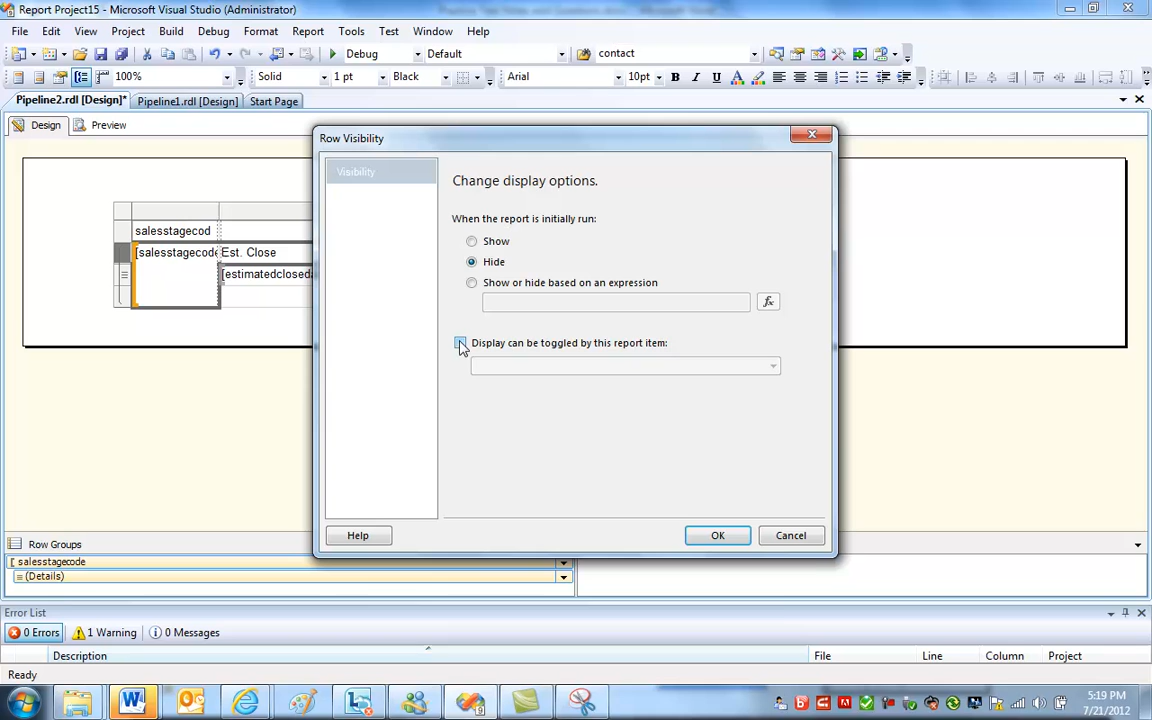 Report Project15 - Microsoft Visual Studio (Administrator)
File Edit View Project Build Debug Format Report Tools Test Window Help
Debug Default contact
100% Solid 1 pt Black Arial 10pt B I U A
Pipeline2.rdl [Design]* Pipeline1.rdl [Design] Start Page
Design Preview
Row Visibility
Visibility
Change display options.
When the report is initially run:
Show
Hide
Show or hide based on an expression
fx
Display can be toggled by this report item:
salesstagecod
[salesstagecode Est. Close
[estimatedcloseda
Help OK Cancel
Row Groups
salesstagecode
(Details)
Error List
0 Errors 1 Warning 0 Messages
Description File Line Column Project
Ready
5:19 PM
7/21/2012